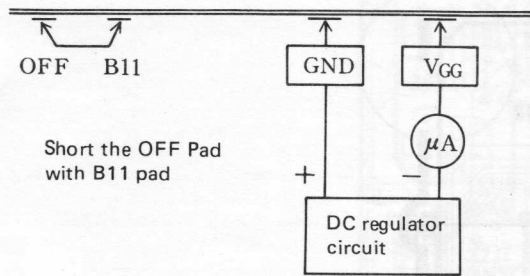 OFF B11 GND VGG
Short the OFF Pad
with B11 pad
μA
+ −
DC regulator
circuit